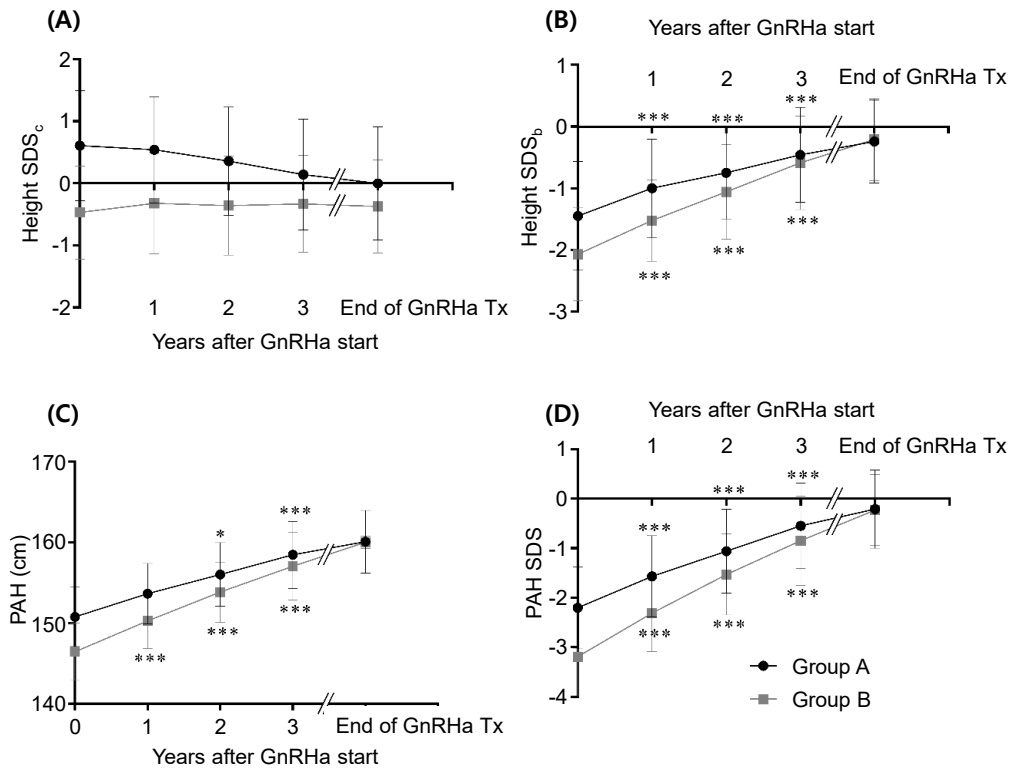 (A)
2
1
0
-1
-2
Height SDSc
1 2 3 End of GnRHa Tx
Years after GnRHa start
(B)
Years after GnRHa start
1 2 3 End of GnRHa Tx
1
0
-1
-2
-3
Height SDSb
*** *** ***
*** *** ***
(C)
170
160
150
140
PAH (cm)
* ***
*** *** ***
0 1 2 3 End of GnRHa Tx
Years after GnRHa start
(D)
Years after GnRHa start
1 2 3 End of GnRHa Tx
1
0
-1
-2
-3
-4
PAH SDS
*** *** ***
*** *** ***
Group A
Group B